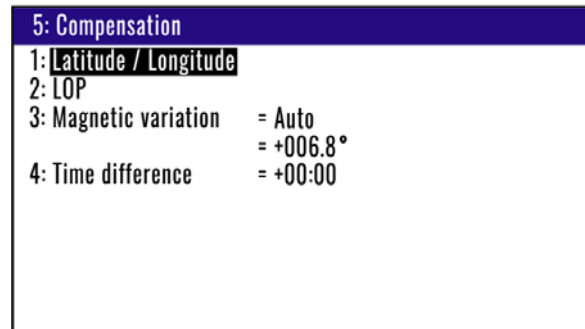 5: Compensation
1: Latitude / Longitude
2: LOP
3: Magnetic variation = Auto
= +006.8°
4: Time difference = +00:00